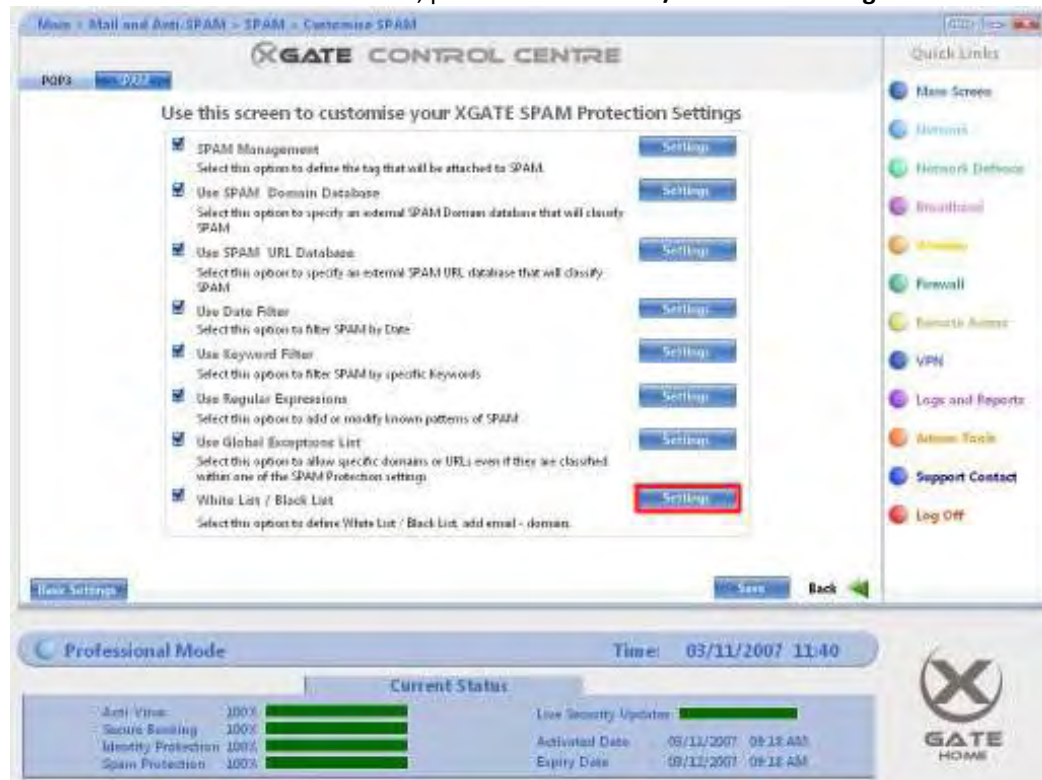 Main > Mail and Anti-SPAM > SPAM > Customise SPAM
XGATE CONTROL CENTRE
POP3
Use this screen to customise your XGATE SPAM Protection Settings
SPAM Management
Settings
Select this option to define the tag that will be attached to SPAM.
Use SPAM Domain Database
Settings
Select this option to specify an external SPAM Domain database that will classify
SPAM
Use SPAM URL Database
Settings
Select this option to specify an external SPAM URL database that will classify
SPAM
Use Date Filter
Settings
Select this option to filter SPAM by Date
Use Keyword Filter
Settings
Select this option to filter SPAM by specific Keywords
Use Regular Expressions
Settings
Select this option to add or modify known patterns of SPAM
Use Global Exceptions List
Settings
Select this option to allow specific domains or URLs even if they are classified
within one of the SPAM Protection settings
White List / Black List
Settings
Select this option to define White List / Black List, add email - domain.
Basic Settings
Save
Back
Quick Links
Main Screen
Network
Network Defence
Broadband
Wireless
Firewall
Remote Access
VPN
Logs and Reports
Admin Tools
Support Contact
Log Off
Professional Mode
Time: 03/11/2007 11:40
Current Status
Anti Virus 100%
Secure Banking 100%
Identity Protection 100%
Spam Protection 100%
Live Security Updates
Activated Date 09:18 AM
Expiry Date 09:18 AM
X
GATE
HOME